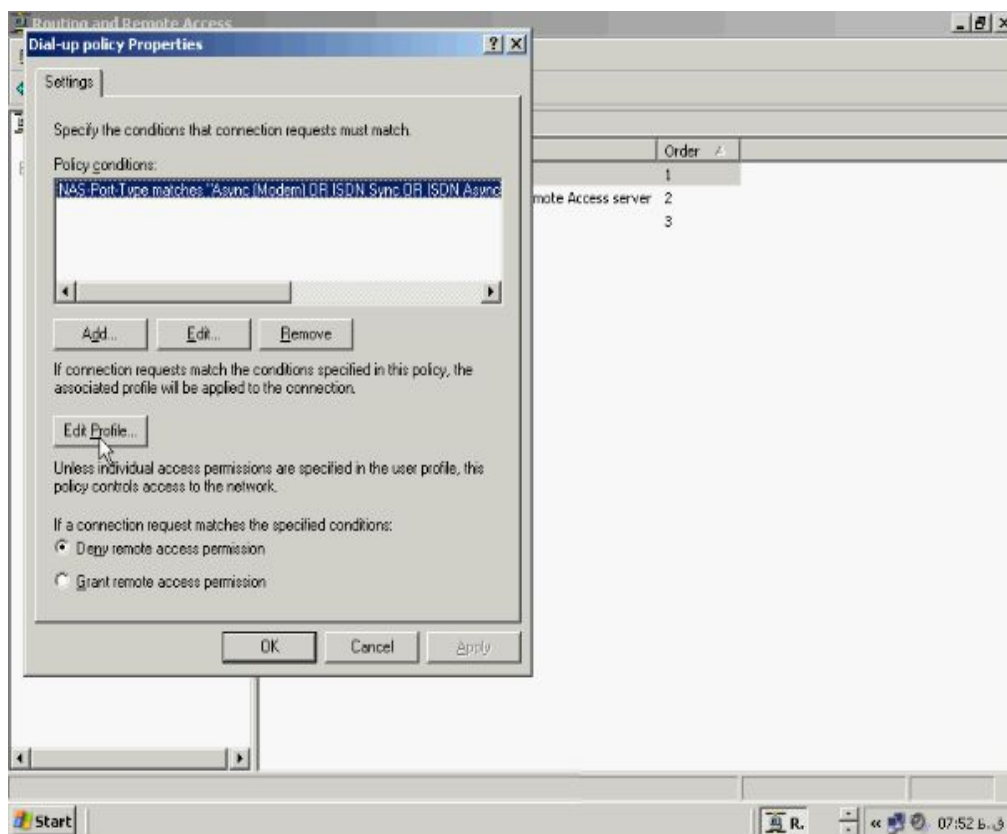 Routing and Remote Access
Dial-up policy Properties
Settings
Specify the conditions that connection requests must match.
Policy conditions:
NAS-Port-Type matches "Async (Modem) OR ISDN Sync OR ISDN Async
Add...
Edit...
Remove
If connection requests match the conditions specified in this policy, the
associated profile will be applied to the connection.
Edit Profile...
Unless individual access permissions are specified in the user profile, this
policy controls access to the network.
If a connection request matches the specified conditions:
Deny remote access permission
Grant remote access permission
OK
Cancel
Apply
Order
1
mote Access server 2
3
Start
R.
07:52